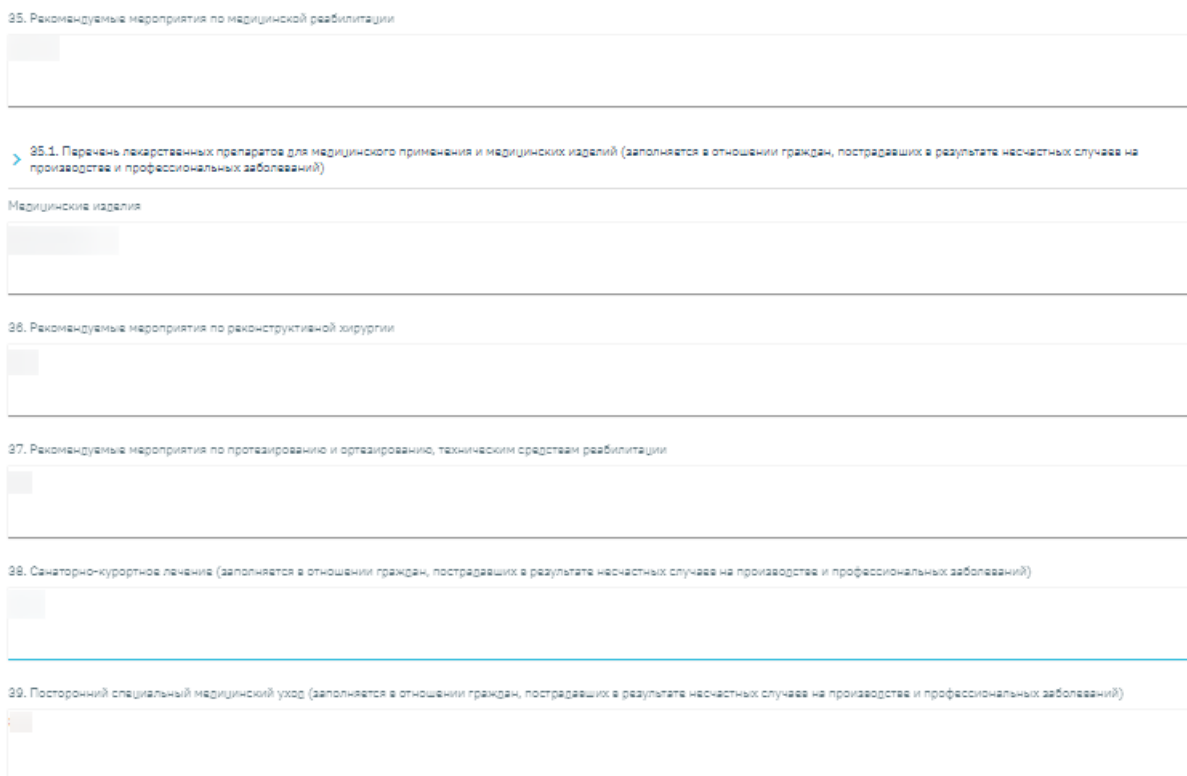 35. Рекомендуемые мероприятия по медицинской реабилитации
35.1. Перечень лекарственных препаратов для медицинского применения и медицинских изделий (заполняется в отношении граждан, пострадавших в результате несчастных случаев на
производстве и профессиональных заболеваний)
Медицинские изделия
36. Рекомендуемые мероприятия по реконструктивной хирургии
37. Рекомендуемые мероприятия по протезированию и ортезированию, техническим средствам реабилитации
38. Санаторно-курортное лечение (заполняется в отношении граждан, пострадавших в результате несчастных случаев на производстве и профессиональных заболеваний)
39. Посторонний специальный медицинский уход (заполняется в отношении граждан, пострадавших в результате несчастных случаев на производстве и профессиональных заболеваний)